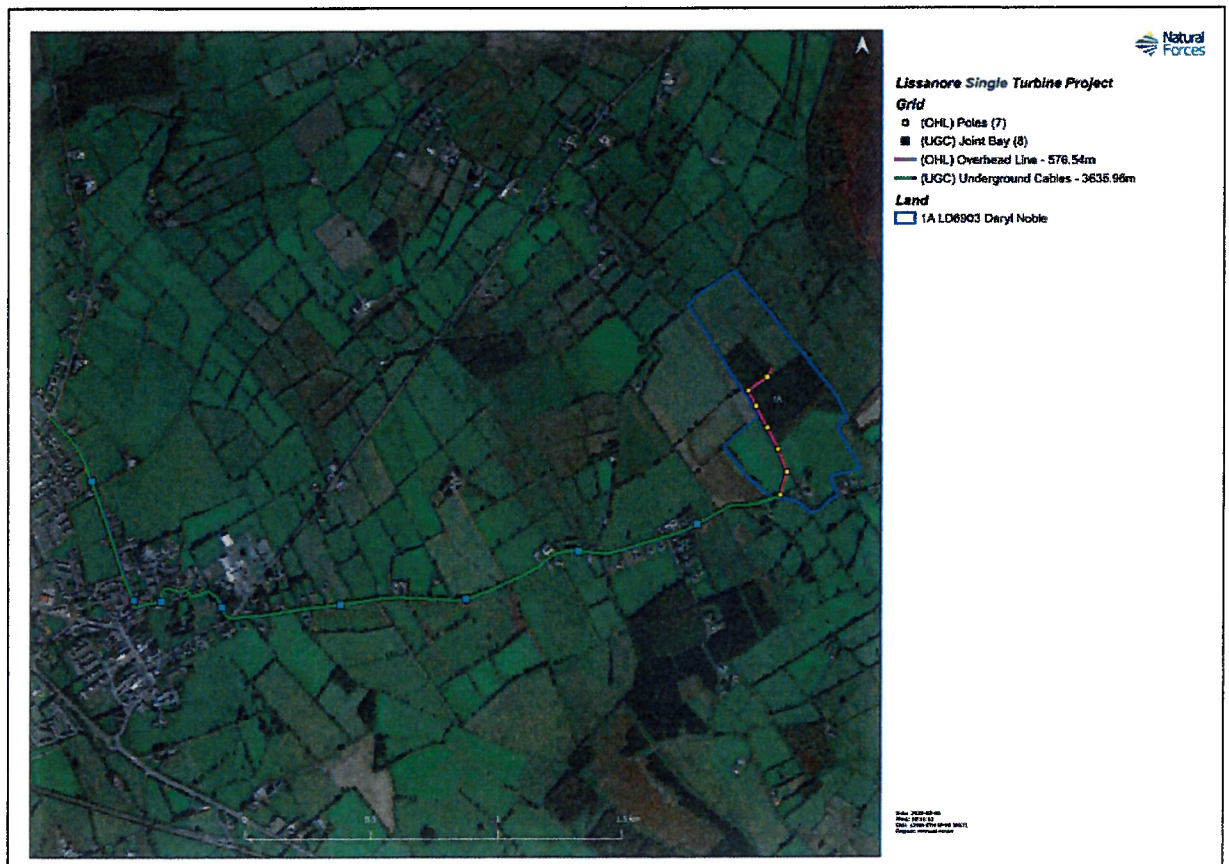 Natural
Forces
Lissanore Single Turbine Project
Grid
(OHL) Poles (7)
(UGC) Joint Bay (8)
(OHL) Overhead Line - 576.54m
(UGC) Underground Cables - 3635.96m
Land
1A LD6903 Daryl Noble
1A
0 0.5 1 1.5 km